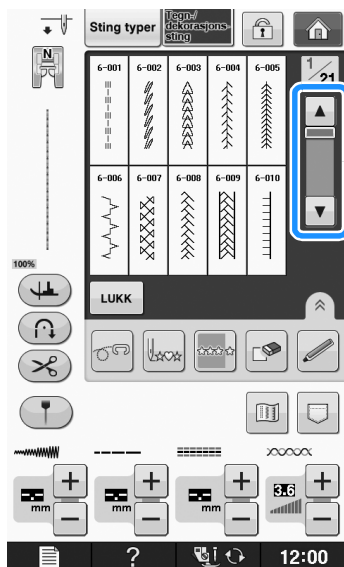 Sting typer
Tegn-/
dekorasjons-
sting
N
6-001 6-002 6-003 6-004 6-005
1/21
6-006 6-007 6-008 6-009 6-010
100%
LUKK
-.- -.- -.- 3.6
mm mm mm
?
12:00